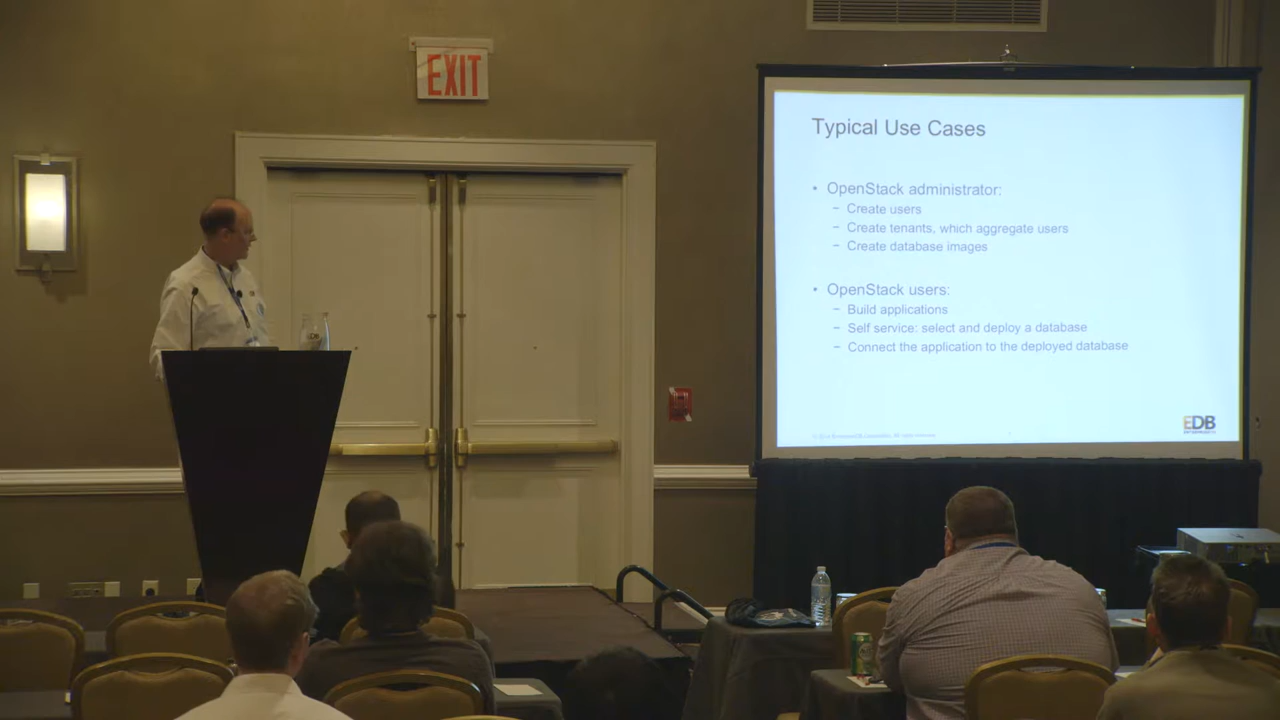 EXIT
Typical Use Cases
• OpenStack administrator:
− Create users
− Create tenants, which aggregate users
− Create database images
• OpenStack users:
− Build applications
− Self service: select and deploy a database
− Connect the application to the deployed database
EDB